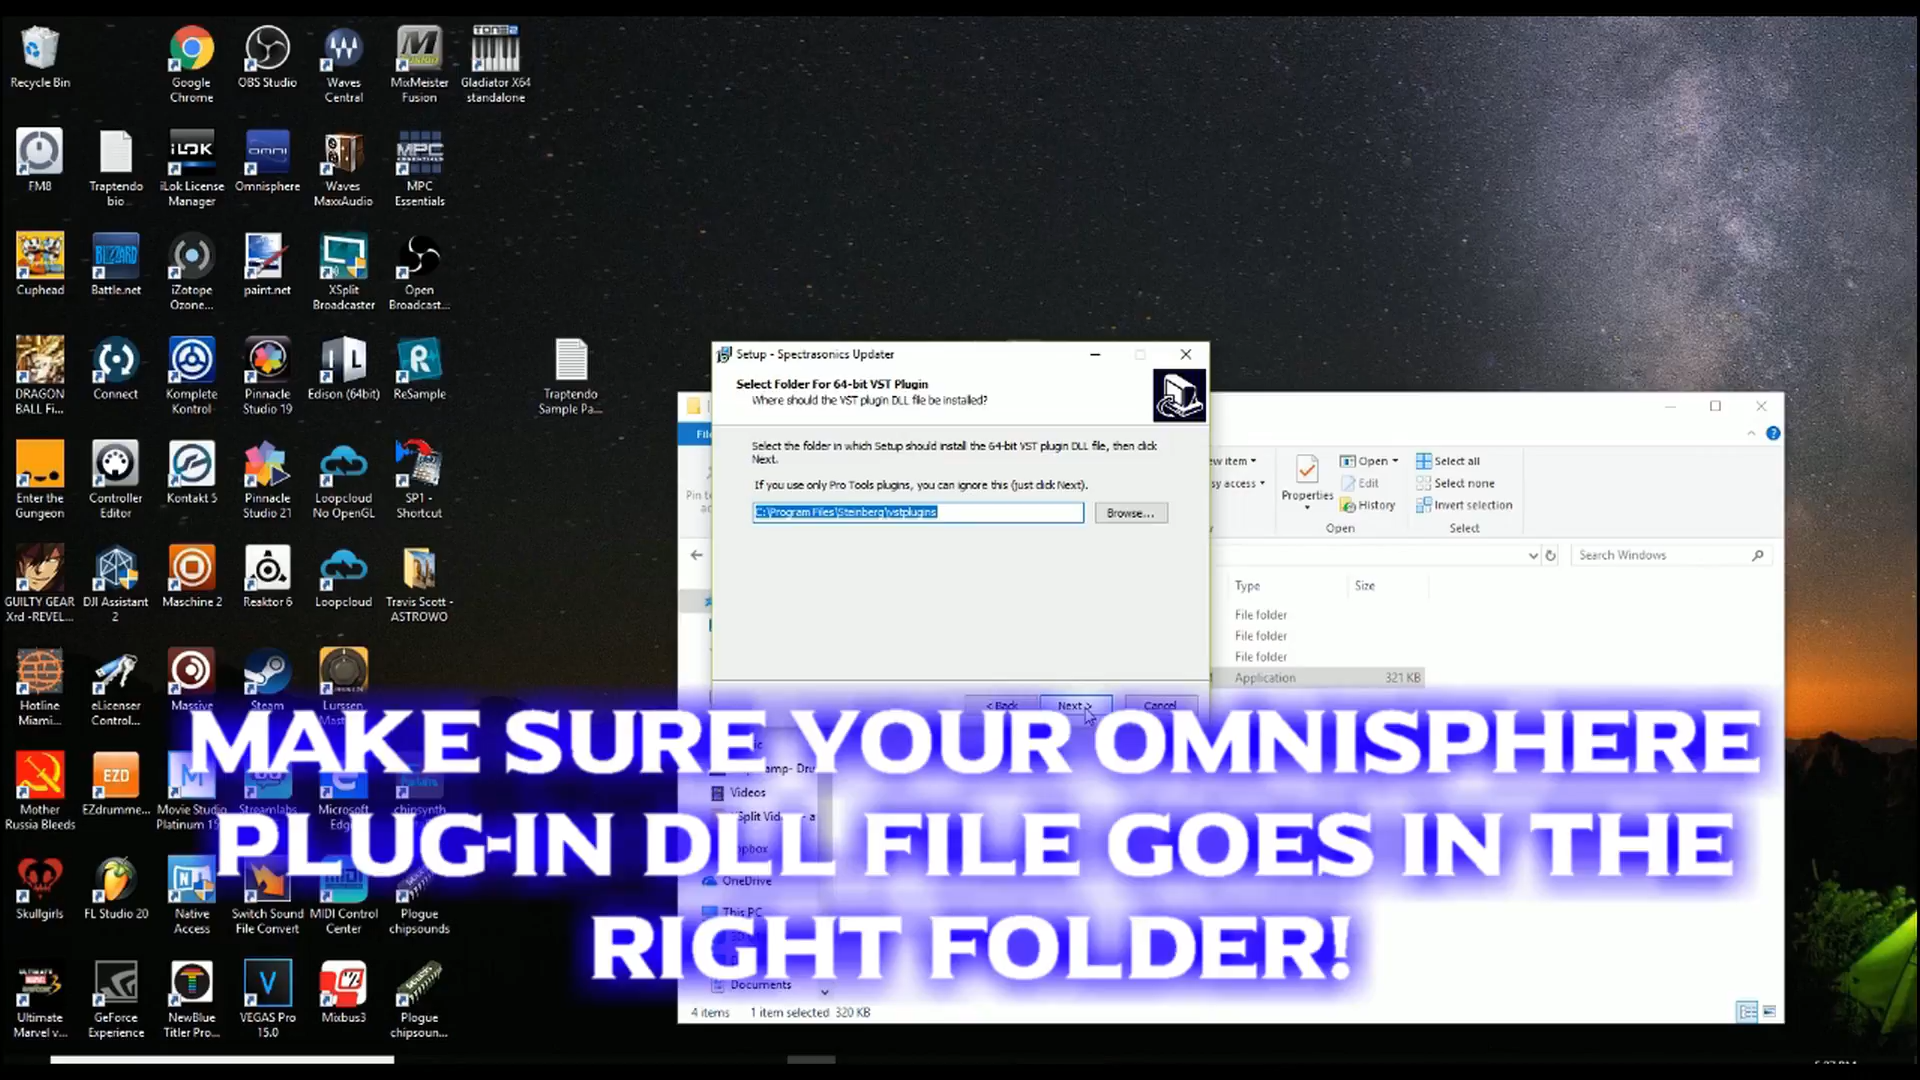 Recycle Bin
Google
Chrome
OBS Studio
Waves
Central
MixMeister
Fusion
Gladiator X64
standalone
FM8
Traptendo
bio
iLok License
Manager
Omnisphere
Waves
MaxxAudio
MPC
Essentials
Cuphead
Battle.net
iZotope
Ozone...
paint.net
XSplit
Broadcaster
Open
Broadcast...
DRAGON
BALL Fi...
Connect
Komplete
Kontrol
Pinnacle
Studio 19
Edison (64bit)
ReSample
Traptendo
Sample Pa...
Enter the
Gungeon
Controller
Editor
Kontakt 5
Pinnacle
Studio 21
Loopcloud
No OpenGL
SP1 -
Shortcut
GUILTY GEAR
Xrd -REVEL...
DJI Assistant
2
Maschine 2
Reaktor 6
Loopcloud
Travis Scott -
ASTROWO
Hotline
Miami...
eLicenser
Control...
Massive
Steam
Lurssen
Mother
Russia Bleeds
EZdrumme...
Movie Studio
Platinum 15
Streamlabs
Microsoft
Edge
chipsynth
Skullgirls
FL Studio 20
Native
Access
Switch Sound
File Convert
MIDI Control
Center
Plogue
chipsounds
Ultimate
Marvel v...
GeForce
Experience
NewBlue
Titler Pro...
VEGAS Pro
15.0
Mixbus3
Plogue
chipsoun...
Setup - Spectrasonics Updater
Select Folder For 64-bit VST Plugin
Where should the VST plugin DLL file be installed?
Select the folder in which Setup should install the 64-bit VST plugin DLL file, then click
Next.
If you use only Pro Tools plugins, you can ignore this (just click Next).
C:\Program Files\Steinberg\vstplugins
Browse...
< Back
Next >
Cancel
Open
Select all
Edit
Select none
Properties
History
Invert selection
Open
Select
Search Windows
Type
Size
File folder
File folder
File folder
Application
321 KB
Videos
OneDrive
This PC
Documents
4 items
1 item selected 320 KB
MAKE SURE YOUR OMNISPHERE
PLUG-IN DLL FILE GOES IN THE
RIGHT FOLDER!